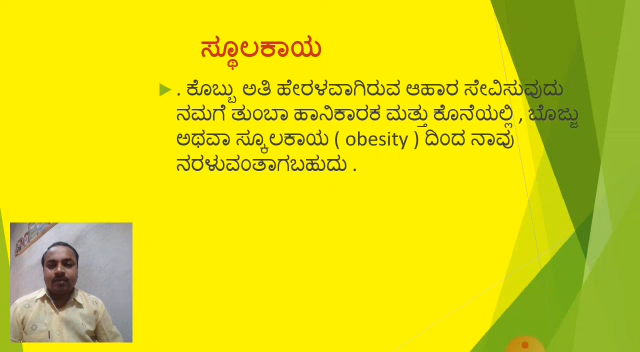 ಸ್ಥೂಲಕಾಯ
. ಕೊಬ್ಬು ಅತಿ ಹೇರಳವಾಗಿರುವ ಆಹಾರ ಸೇವಿಸುವುದು
ನಮಗೆ ತುಂಬಾ ಹಾನಿಕಾರಕ ಮತ್ತು ಕೊನೆಯಲ್ಲಿ , ಬೊಜ್ಜು
ಅಥವಾ ಸ್ಕೂಲಕಾಯ ( obesity ) ದಿಂದ ನಾವು
ನರಳುವಂತಾಗಬಹುದು .